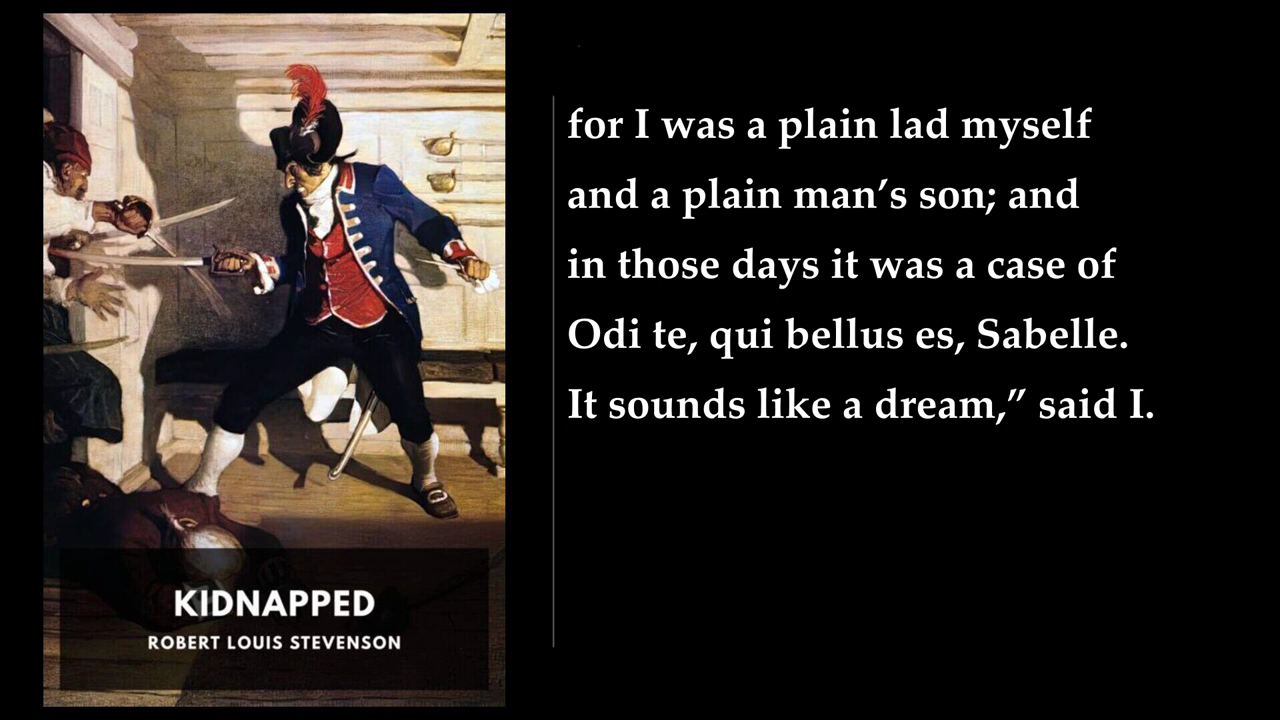 for I was a plain lad myself
and a plain man’s son; and
in those days it was a case of
Odi te, qui bellus es, Sabelle.
It sounds like a dream,” said I.
KIDNAPPED
ROBERT LOUIS STEVENSON